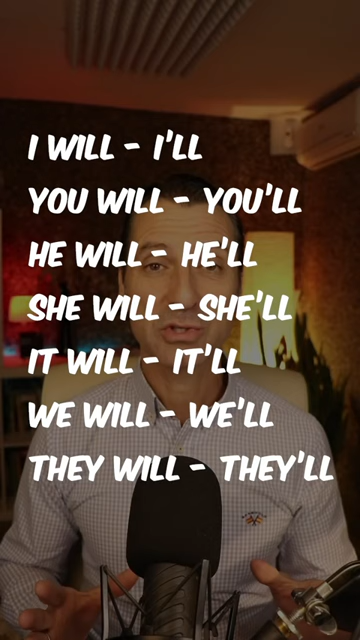 I WILL - I'LL
YOU WILL - YOU'LL
HE WILL - HE'LL
SHE WILL - SHE'LL
IT WILL - IT'LL
WE WILL - WE'LL
THEY WILL - THEY'LL